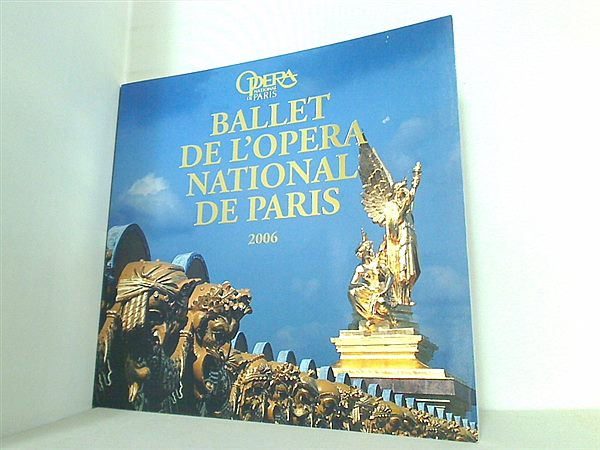 OPERA
NATIONAL
DE PARIS
BALLET
DE L'OPERA
NATIONAL
DE PARIS
2006